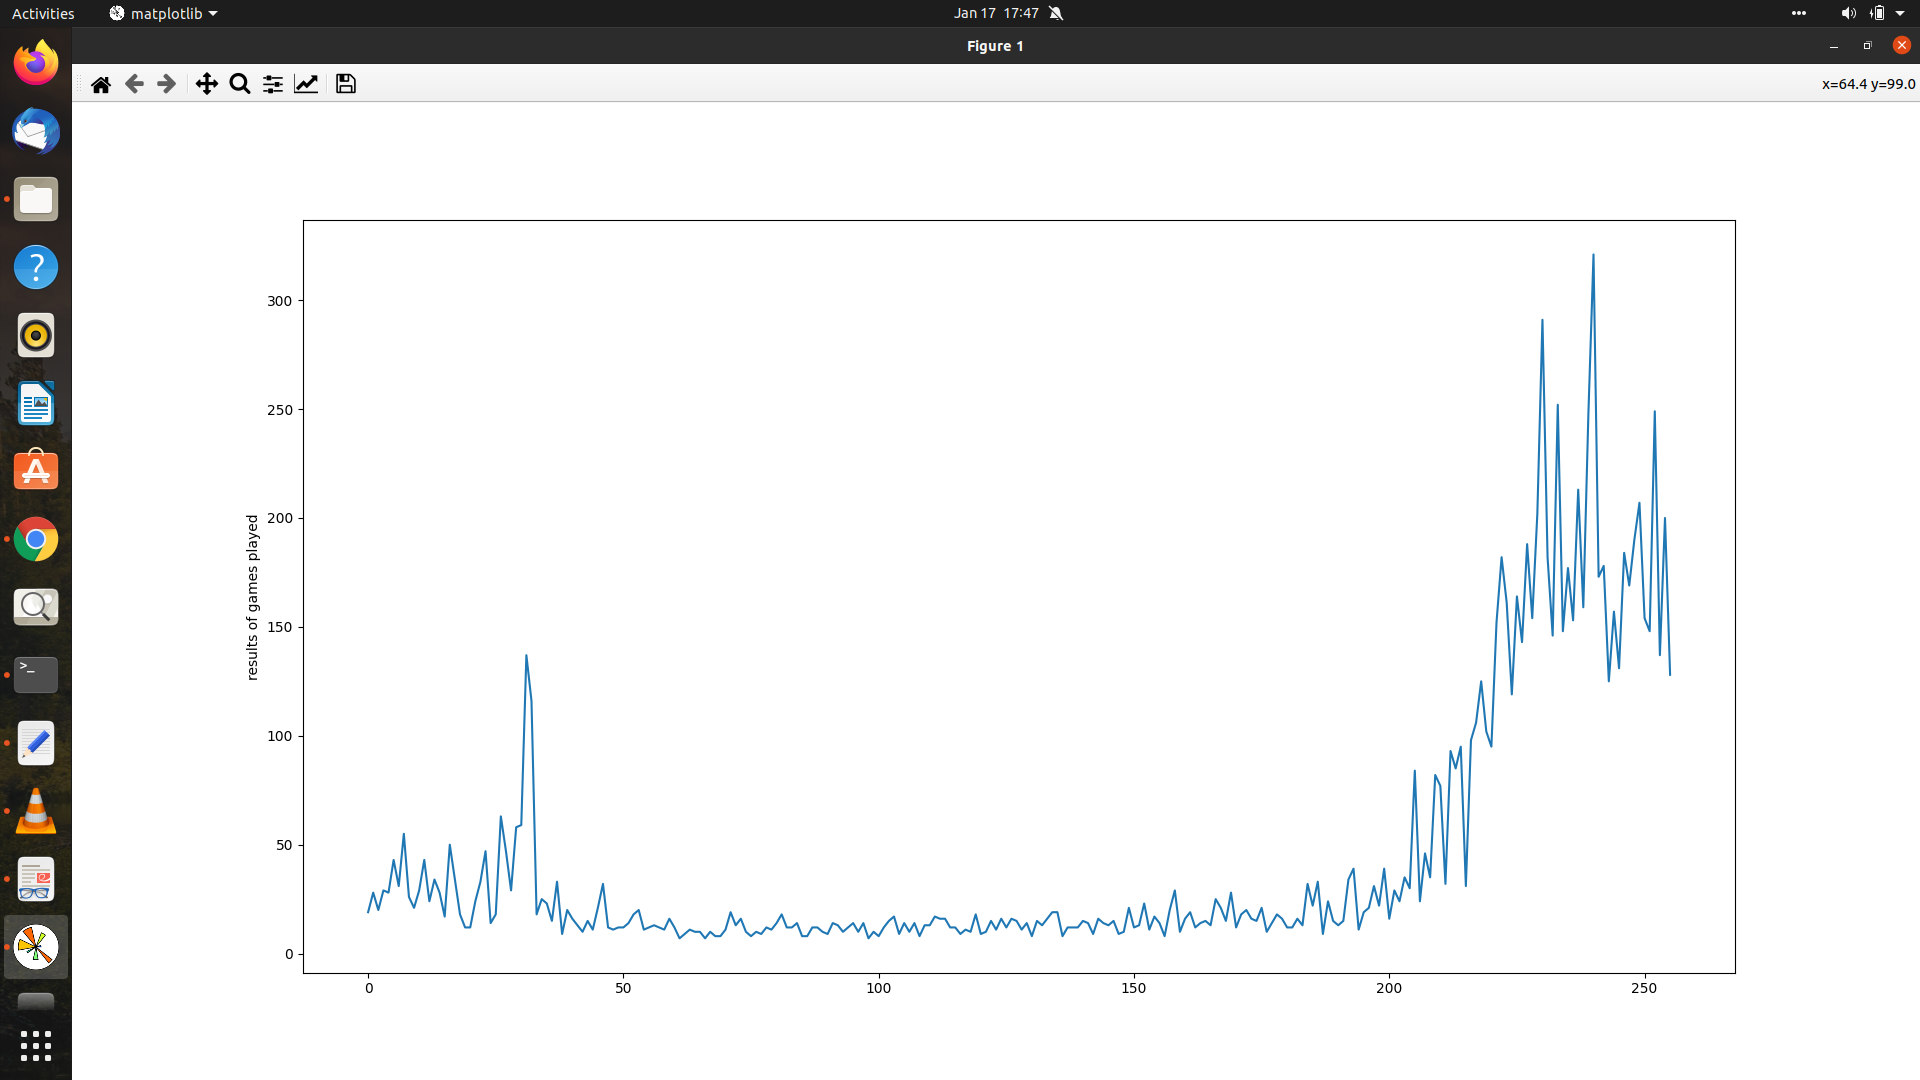 Activities
matplotlib
Jan 17 17:47
Figure 1
x=64.4 y=99.0
300
250
200
150
100
50
0
results of games played
0 50 100 150 200 250